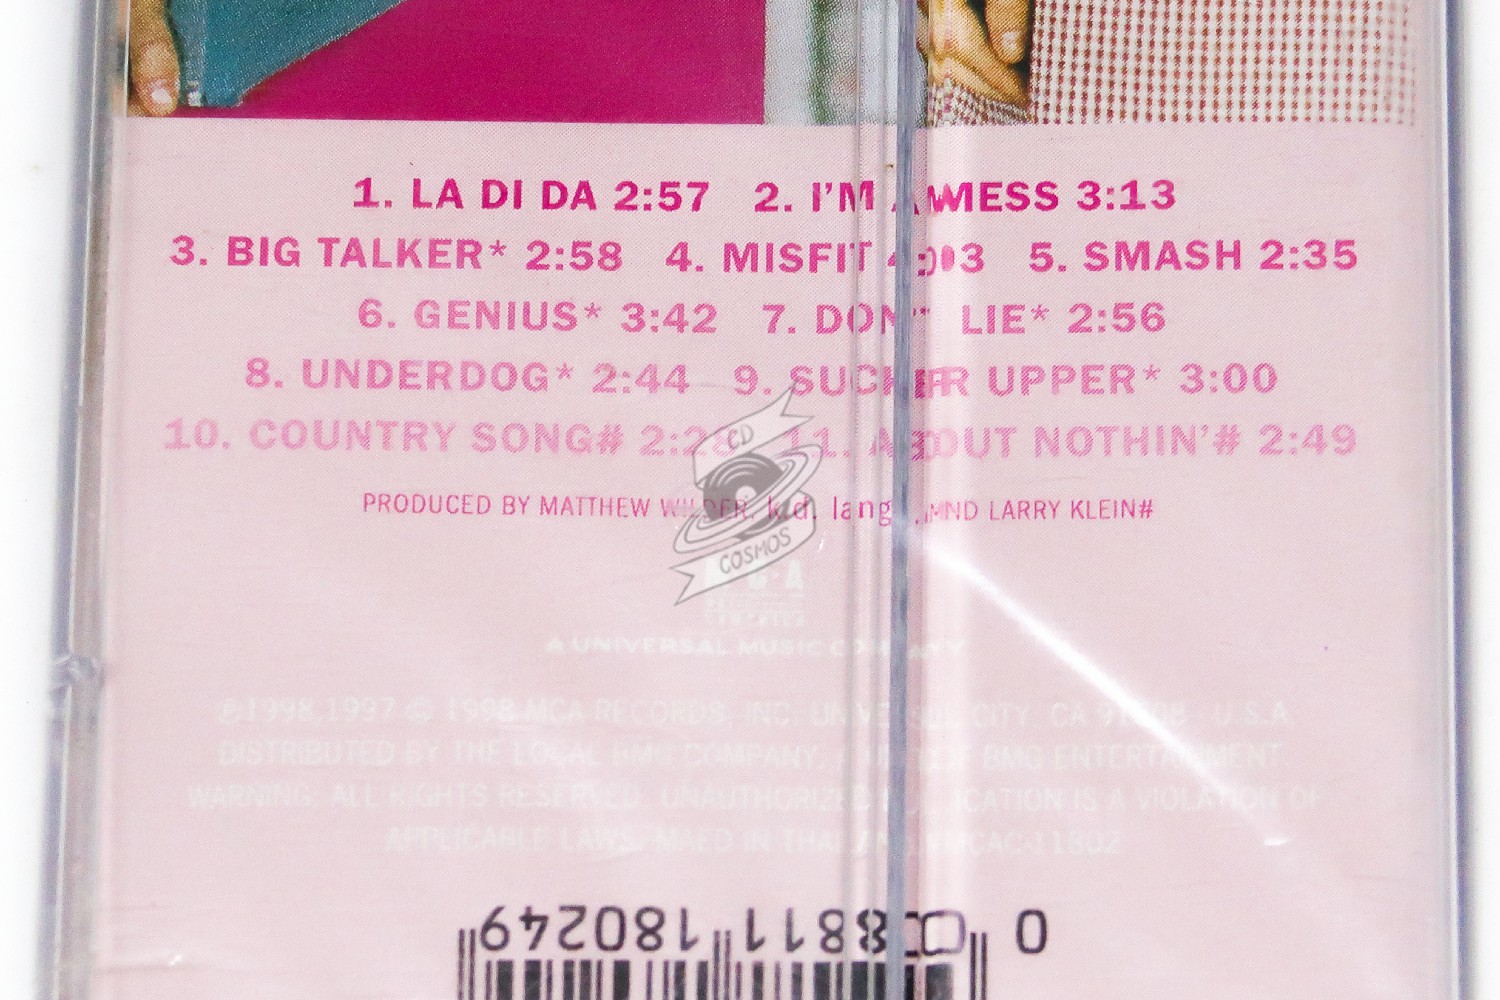 1. LA DI DA 2:57 2. I'M A MESS 3:13
3. BIG TALKER* 2:58 4. MISFIT 4:03 5. SMASH 2:35
6. GENIUS* 3:42 7. DON'T LIE* 2:56
8. UNDERDOG* 2:44 9. SUCKER UPPER* 3:00
10. COUNTRY SONG# 2:28 11. ABOUT NOTHIN'# 2:49
CD
PRODUCED BY MATTHEW WILDER, k.d. lang AND LARRY KLEIN#
COSMOS
A UNIVERSAL MUSIC COMPANY
℗1998,1997 © 1998 MCA RECORDS, INC. UNIVERSAL CITY, CA U.S.A
DISTRIBUTED BY THE LOCAL BMG COMPANY, A UNIT OF BMG ENTERTAINMENT.
WARNING: ALL RIGHTS RESERVED. UNAUTHORIZED DUPLICATION IS A VIOLATION OF
APPLICABLE LAWS. MAED IN THAILAND MCAC-11802
0 8811 180249